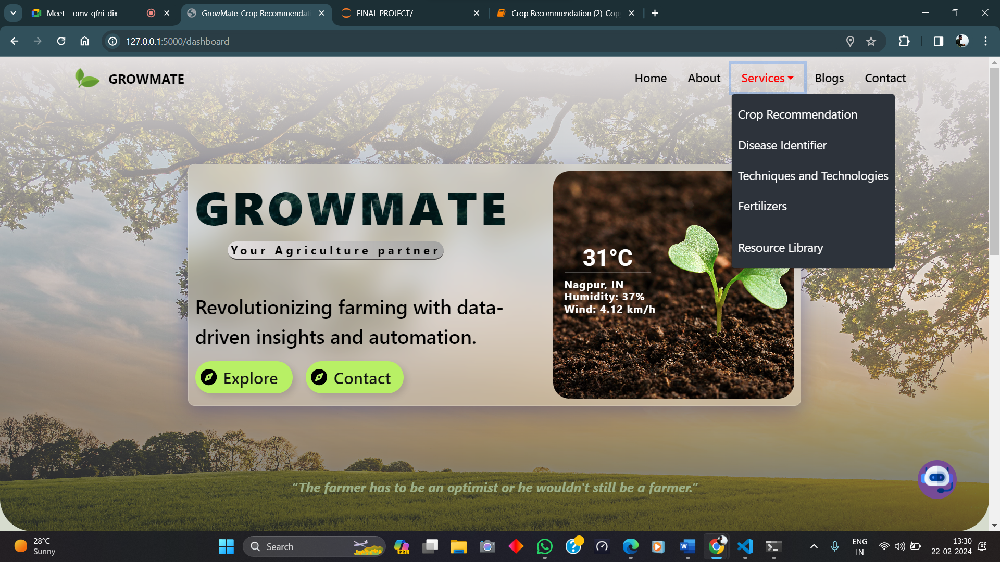 Meet – omv-qfni-dix
GrowMate-Crop Recommendat
FINAL PROJECT/
Crop Recommendation (2)-Cop
127.0.0.1:5000/dashboard
GROWMATE
Home
About
Services
Blogs
Contact
Crop Recommendation
Disease Identifier
Techniques and Technologies
Fertilizers
Resource Library
GROWMATE
Your Agriculture partner
Revolutionizing farming with data-
driven insights and automation.
Explore
Contact
31°C
Nagpur, IN
Humidity: 37%
Wind: 4.12 km/h
“The farmer has to be an optimist or he wouldn't still be a farmer.”
28°C
Sunny
Search
PRE
ENG
IN
13:30
22-02-2024